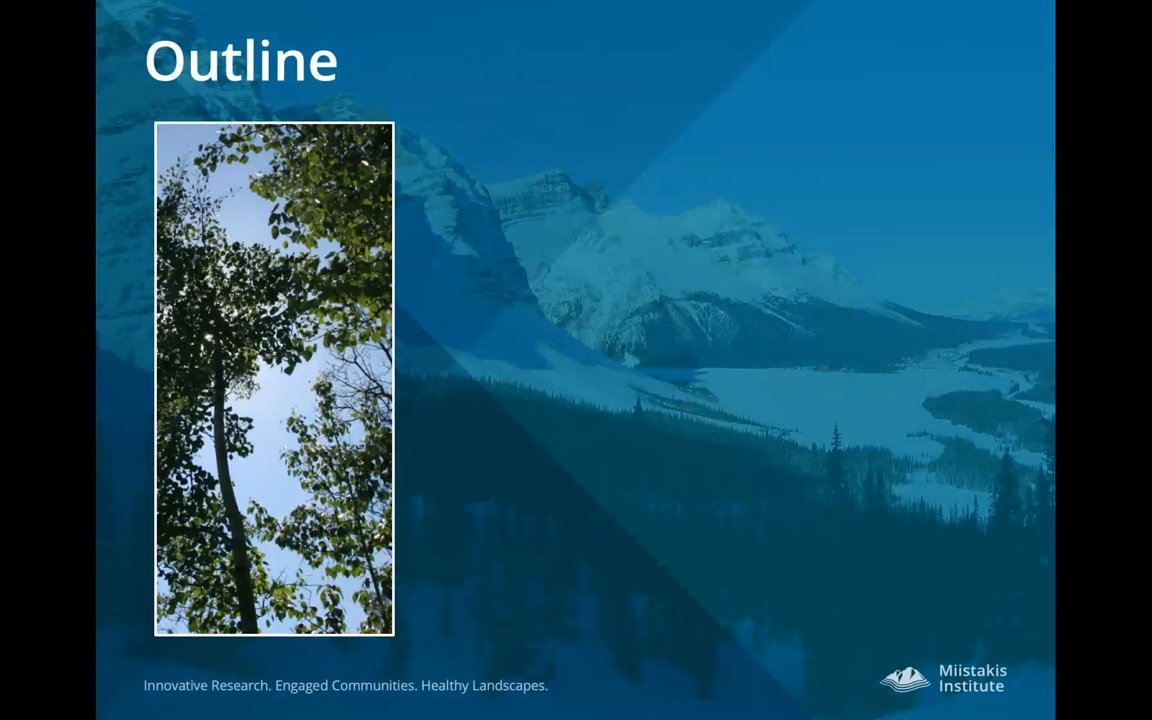 Outline
Innovative Research. Engaged Communities. Healthy Landscapes.
Miistakis
Institute